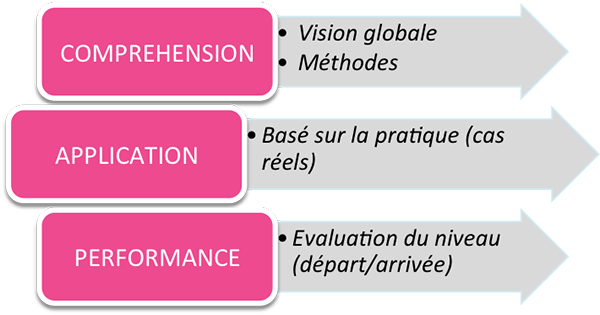 COMPREHENSION
• Vision globale
• Méthodes
APPLICATION
• Basé sur la pratique (cas
réels)
PERFORMANCE
• Evaluation du niveau
(départ/arrivée)